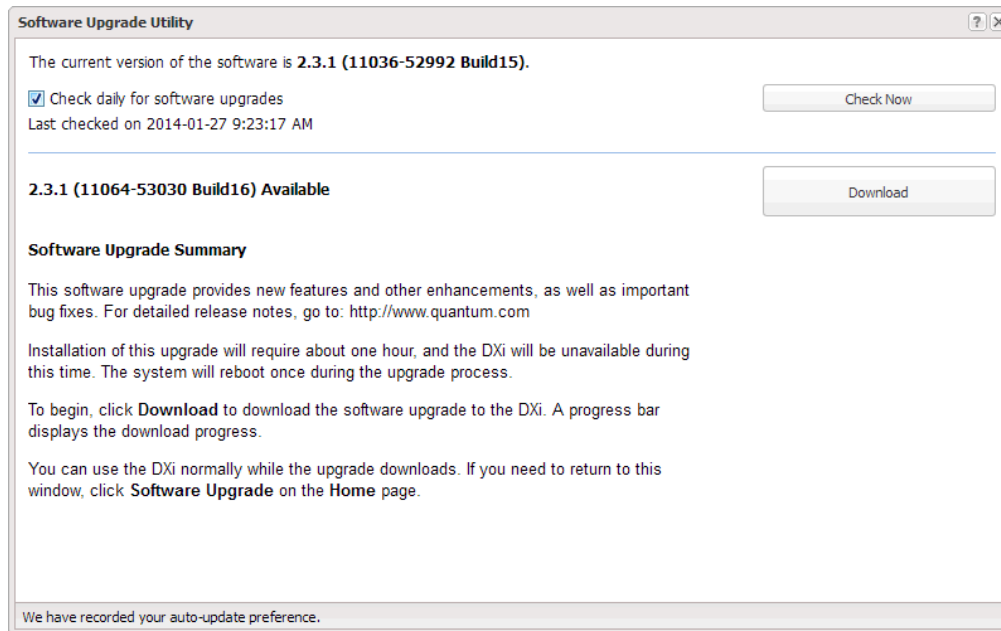 Software Upgrade Utility
?
The current version of the software is 2.3.1 (11036-52992 Build15).
Check daily for software upgrades
Check Now
Last checked on 2014-01-27 9:23:17 AM
2.3.1 (11064-53030 Build16) Available
Download
Software Upgrade Summary
This software upgrade provides new features and other enhancements, as well as important
bug fixes. For detailed release notes, go to: http://www.quantum.com
Installation of this upgrade will require about one hour, and the DXi will be unavailable during
this time. The system will reboot once during the upgrade process.
To begin, click Download to download the software upgrade to the DXi. A progress bar
displays the download progress.
You can use the DXi normally while the upgrade downloads. If you need to return to this
window, click Software Upgrade on the Home page.
We have recorded your auto-update preference.